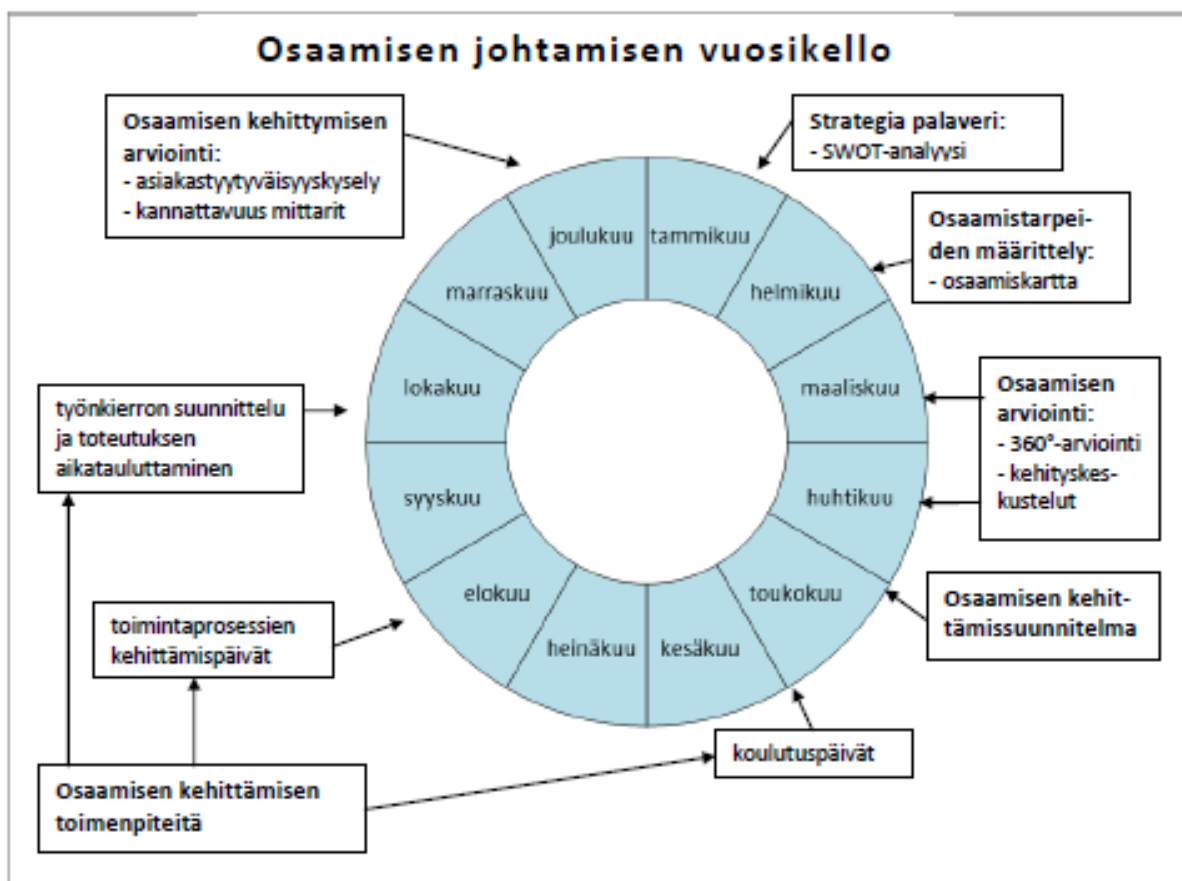 Osaamisen johtamisen vuosikello
Osaamisen kehittymisen
arviointi:
- asiakastyytyväisyyskysely
- kannattavuus mittarit
Strategia palaveri:
- SWOT-analyysi
Osaamistarpei-
den määrittely:
- osaamiskartta
Osaamisen
arviointi:
- 360°-arviointi
- kehityskes-
kustelut
Osaamisen kehit-
tämissuunnitelma
koulutuspäivät
Osaamisen kehittämisen
toimenpiteitä
toimintaprosessien
kehittämispäivät
työnkierron suunnittelu
ja toteutuksen
aikatauluttaminen
tammikuu
helmikuu
maaliskuu
huhtikuu
toukokuu
kesäkuu
heinäkuu
elokuu
syyskuu
lokakuu
marraskuu
joulukuu